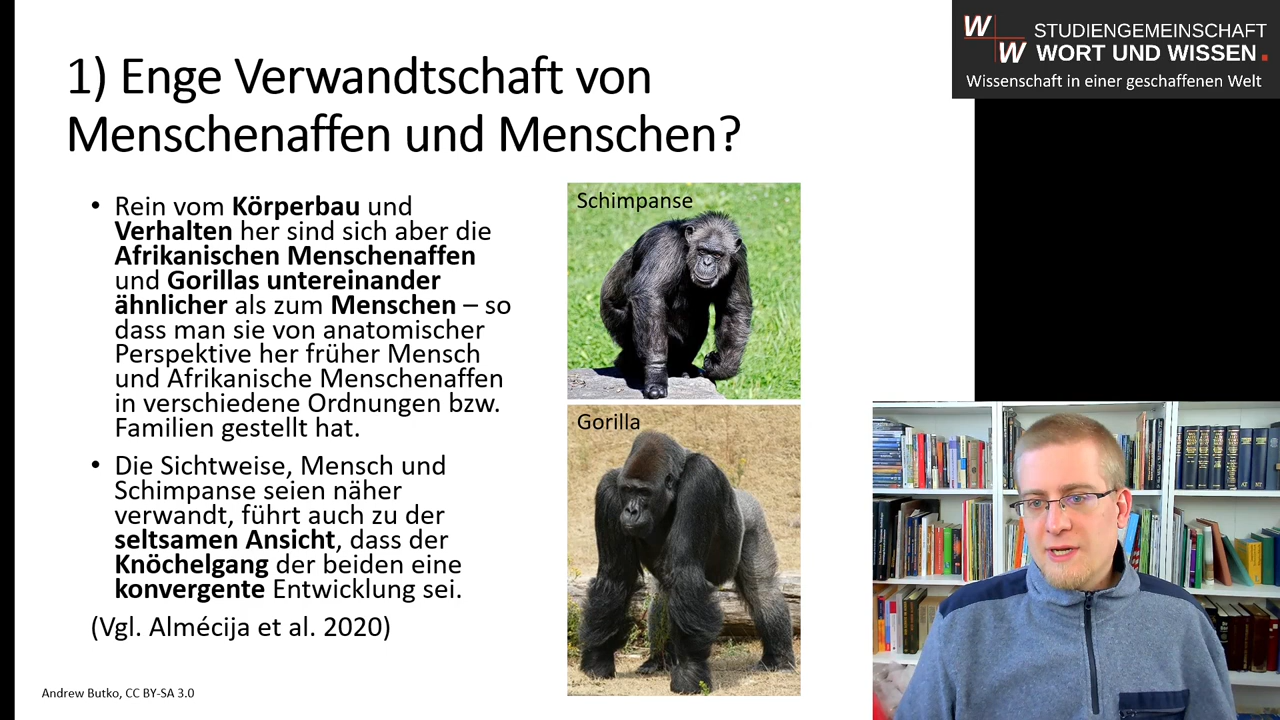 W
W
STUDIENGEMEINSCHAFT
WORT UND WISSEN.
Wissenschaft in einer geschaffenen Welt
1) Enge Verwandtschaft von
Menschenaffen und Menschen?
• Rein vom Körperbau und
Verhalten her sind sich aber die
Afrikanischen Menschenaffen
und Gorillas untereinander
ähnlicher als zum Menschen – so
dass man sie von anatomischer
Perspektive her früher Mensch
und Afrikanische Menschenaffen
in verschiedene Ordnungen bzw.
Familien gestellt hat.
• Die Sichtweise, Mensch und
Schimpanse seien näher
verwandt, führt auch zu der
seltsamen Ansicht, dass der
Knöchelgang der beiden eine
konvergente Entwicklung sei.
(Vgl. Almécija et al. 2020)
Schimpanse
Gorilla
Andrew Butko, CC BY-SA 3.0